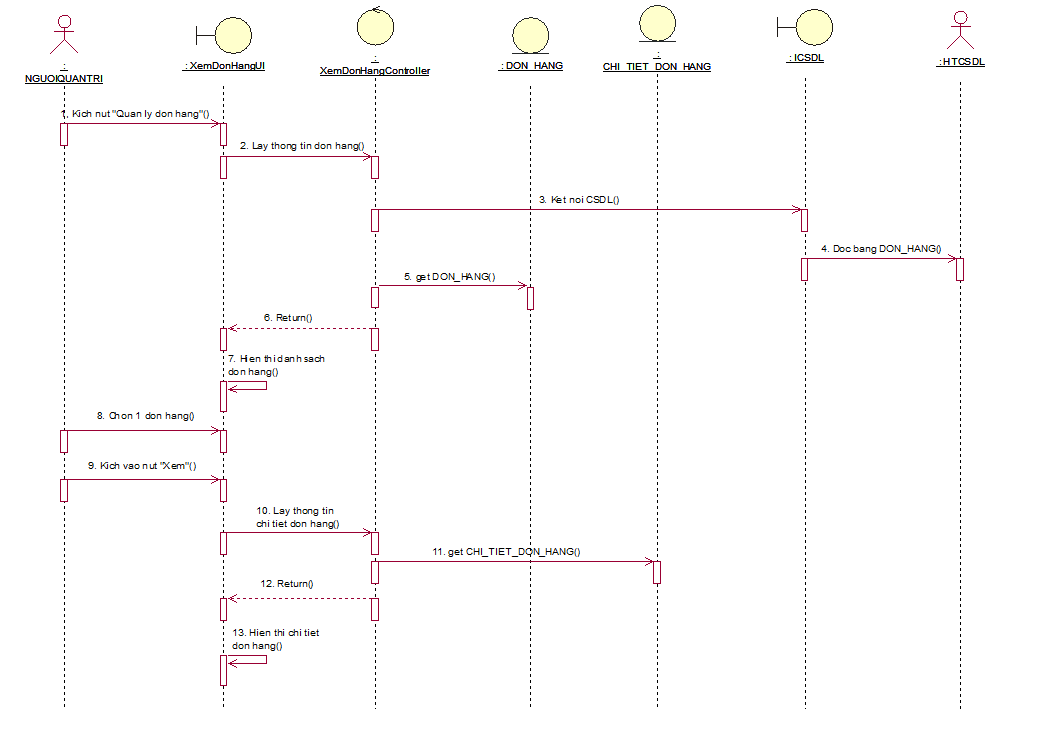 :
NGUOIQUANTRI
: XemDonHangUI
:
XemDonHangController
: DON_HANG
:
CHI_TIET_DON_HANG
: ICSDL
: HTCSDL
1. Kich nut "Quan ly don hang"()
2. Lay thong tin don hang()
3. Ket noi CSDL()
4. Doc bang DON_HANG()
5. get DON_HANG()
6. Return()
7. Hien thi danh sach
don hang()
8. Chon 1 don hang()
9. Kich vao nut "Xem"()
10. Lay thong tin
chi tiet don hang()
11. get CHI_TIET_DON_HANG()
12. Return()
13. Hien thi chi tiet
don hang()